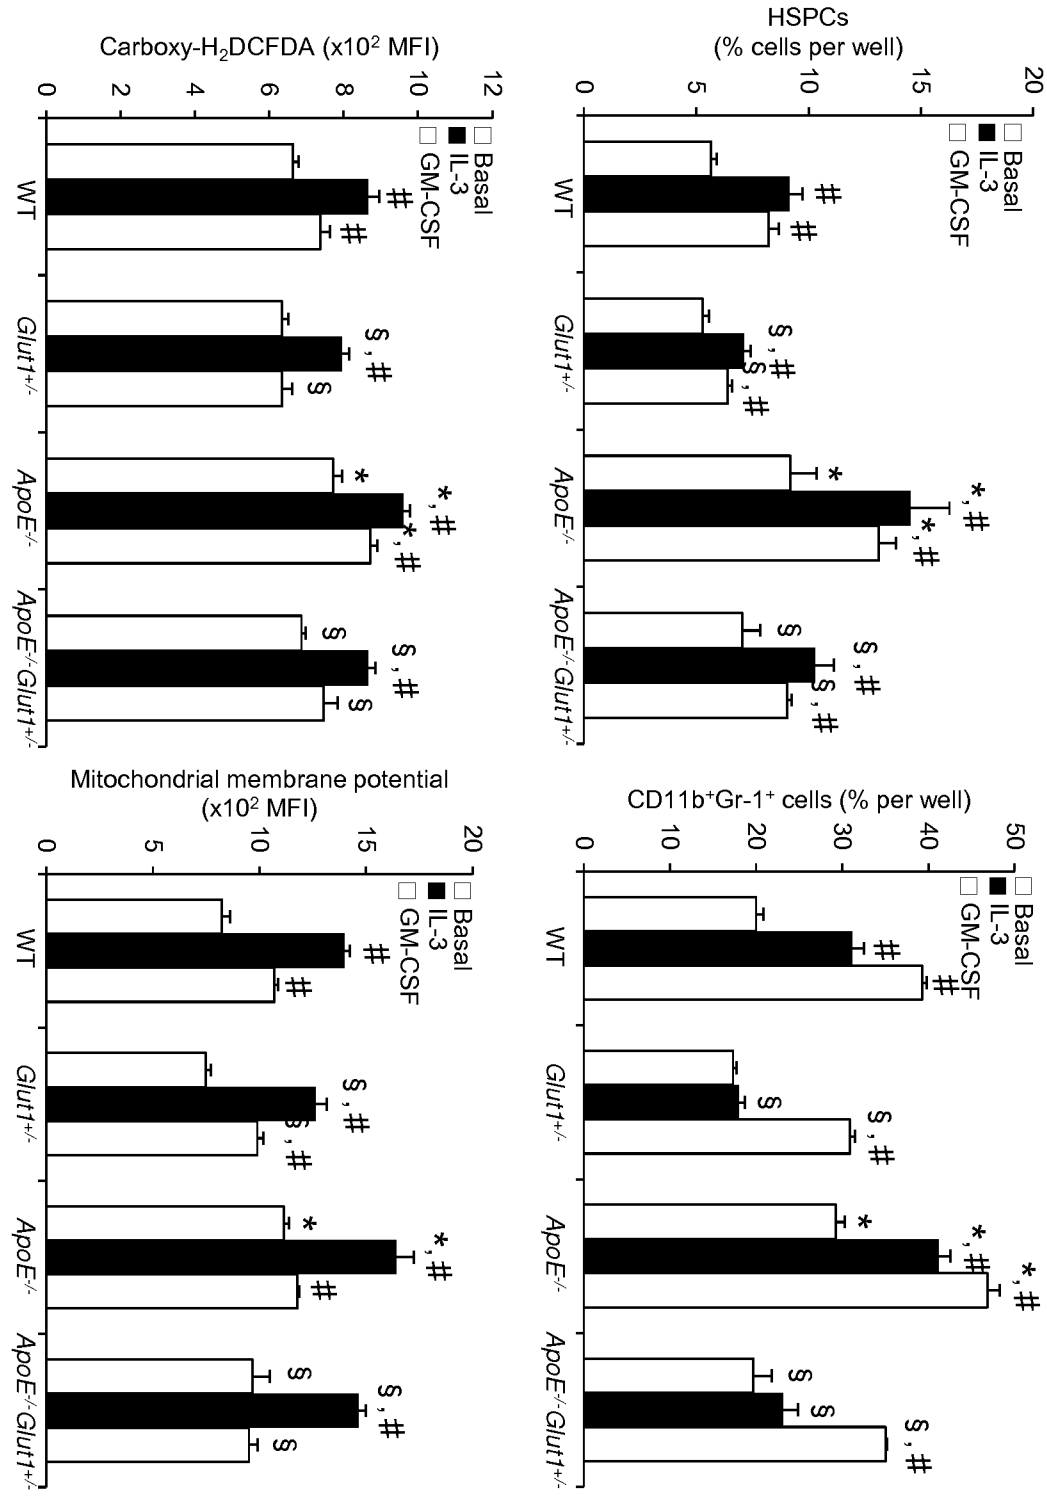 HSPCs
(% cells per well)
20
15
10
5
0
Basal
IL-3
GM-CSF
#
#
§,#
§,#
*
*,#
*,#
§
§,#
§,#
WT
Glut1+/-
ApoE-/-
ApoE-/-Glut1+/-
CD11b+Gr-1+ cells (% per well)
50
40
30
20
10
0
Basal
IL-3
GM-CSF
#
#
§
§,#
*
*,#
*,#
§
§
§,#
WT
Glut1+/-
ApoE-/-
ApoE-/-Glut1+/-
Carboxy-H2DCFDA (x10² MFI)
12
10
8
6
4
2
0
Basal
IL-3
GM-CSF
#
#
§,#
§
*
*,#
*,#
§
§,#
§
WT
Glut1+/-
ApoE-/-
ApoE-/-Glut1+/-
Mitochondrial membrane potential
(x10² MFI)
20
15
10
5
0
Basal
IL-3
GM-CSF
#
#
§,#
§,#
*
*,#
#
§
§,#
§
WT
Glut1+/-
ApoE-/-
ApoE-/-Glut1+/-